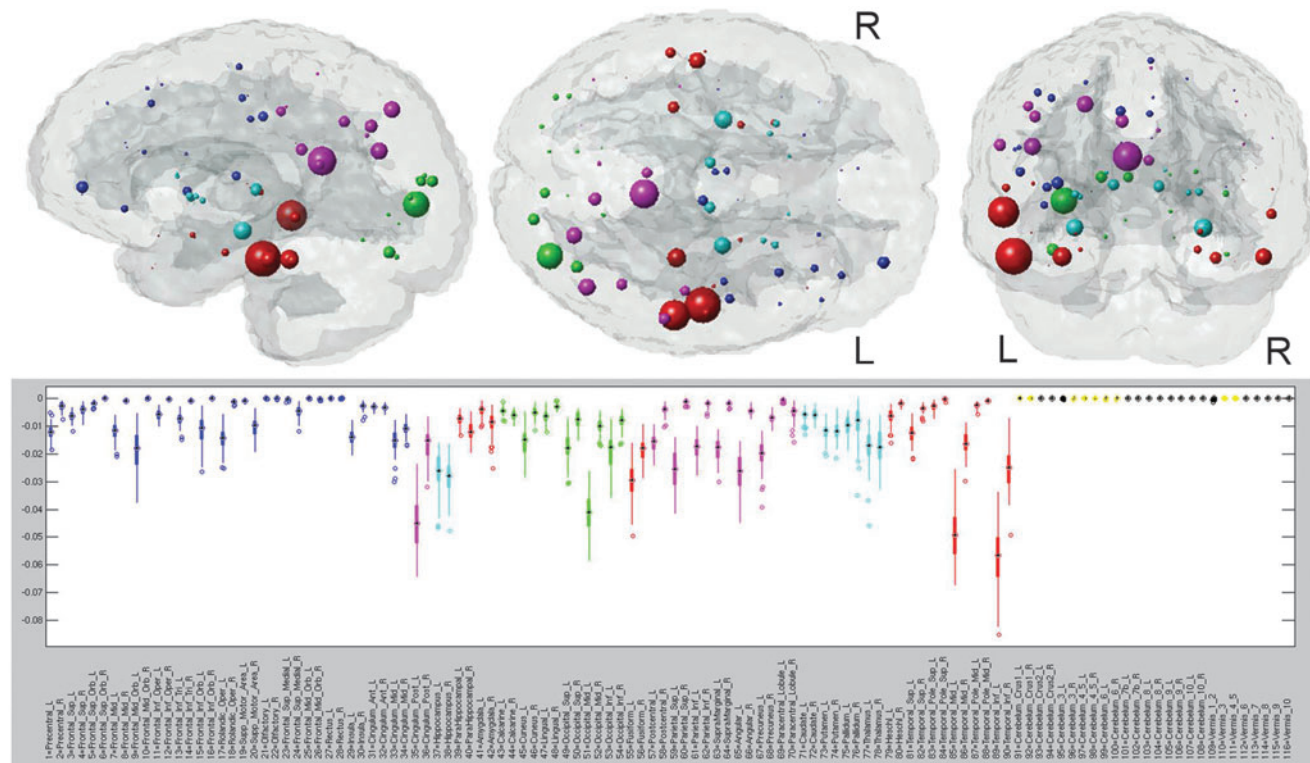 R
L
L
R
0
-0.01
-0.02
-0.03
-0.04
-0.05
-0.06
-0.07
-0.08
1+Precentral_L
2+Precentral_R
3+Frontal_Sup_L
4+Frontal_Sup_R
5+Frontal_Sup_Orb_L
6+Frontal_Sup_Orb_R
7+Frontal_Mid_L
8+Frontal_Mid_R
9+Frontal_Mid_Orb_L
10+Frontal_Mid_Orb_R
11+Frontal_Inf_Oper_L
12+Frontal_Inf_Oper_R
13+Frontal_Inf_Tri_L
14+Frontal_Inf_Tri_R
15+Frontal_Inf_Orb_L
16+Frontal_Inf_Orb_R
17+Rolandic_Oper_L
18+Rolandic_Oper_R
19+Supp_Motor_Area_L
20+Supp_Motor_Area_R
21+Olfactory_L
22+Olfactory_R
23+Frontal_Sup_Medial_L
24+Frontal_Sup_Medial_R
25+Frontal_Mid_Orb_L
26+Frontal_Mid_Orb_R
27+Rectus_L
28+Rectus_R
29+Insula_L
30+Insula_R
31+Cingulum_Ant_L
32+Cingulum_Ant_R
33+Cingulum_Mid_L
34+Cingulum_Mid_R
35+Cingulum_Post_L
36+Cingulum_Post_R
37+Hippocampus_L
38+Hippocampus_R
39+ParaHippocampal_L
40+ParaHippocampal_R
41+Amygdala_L
42+Amygdala_R
43+Calcarine_L
44+Calcarine_R
45+Cuneus_L
46+Cuneus_R
47+Lingual_L
48+Lingual_R
49+Occipital_Sup_L
50+Occipital_Sup_R
51+Occipital_Mid_L
52+Occipital_Mid_R
53+Occipital_Inf_L
54+Occipital_Inf_R
55+Fusiform_L
56+Fusiform_R
57+Postcentral_L
58+Postcentral_R
59+Parietal_Sup_L
60+Parietal_Sup_R
61+Parietal_Inf_L
62+Parietal_Inf_R
63+SupraMarginal_L
64+SupraMarginal_R
65+Angular_L
66+Angular_R
67+Precuneus_L
68+Precuneus_R
69+Paracentral_Lobule_L
70+Paracentral_Lobule_R
71+Caudate_L
72+Caudate_R
73+Putamen_L
74+Putamen_R
75+Pallidum_L
76+Pallidum_R
77+Thalamus_L
78+Thalamus_R
79+Heschl_L
80+Heschl_R
81+Temporal_Sup_L
82+Temporal_Sup_R
83+Temporal_Pole_Sup_L
84+Temporal_Pole_Sup_R
85+Temporal_Mid_L
86+Temporal_Mid_R
87+Temporal_Pole_Mid_L
88+Temporal_Pole_Mid_R
89+Temporal_Inf_L
90+Temporal_Inf_R
91+Cerebelum_Crus1_L
92+Cerebelum_Crus1_R
93+Cerebelum_Crus2_L
94+Cerebelum_Crus2_R
95+Cerebelum_3_L
96+Cerebelum_3_R
97+Cerebelum_4_5_L
98+Cerebelum_4_5_R
99+Cerebelum_6_L
100+Cerebelum_6_R
101+Cerebelum_7b_L
102+Cerebelum_7b_R
103+Cerebelum_8_L
104+Cerebelum_8_R
105+Cerebelum_9_L
106+Cerebelum_9_R
107+Cerebelum_10_L
108+Cerebelum_10_R
109+Vermis_1_2
110+Vermis_3
111+Vermis_4_5
112+Vermis_6
113+Vermis_7
114+Vermis_8
115+Vermis_9
116+Vermis_10